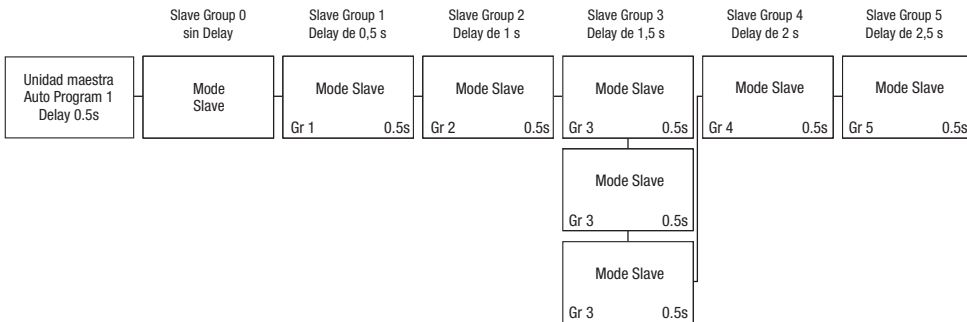 Slave Group 0
sin Delay
Slave Group 1
Delay de 0,5 s
Slave Group 2
Delay de 1 s
Slave Group 3
Delay de 1,5 s
Slave Group 4
Delay de 2 s
Slave Group 5
Delay de 2,5 s
Unidad maestra
Auto Program 1
Delay 0.5s
Mode
Slave
Mode Slave
Gr 1 0.5s
Mode Slave
Gr 2 0.5s
Mode Slave
Gr 3 0.5s
Mode Slave
Gr 4 0.5s
Mode Slave
Gr 5 0.5s
Mode Slave
Gr 3 0.5s
Mode Slave
Gr 3 0.5s